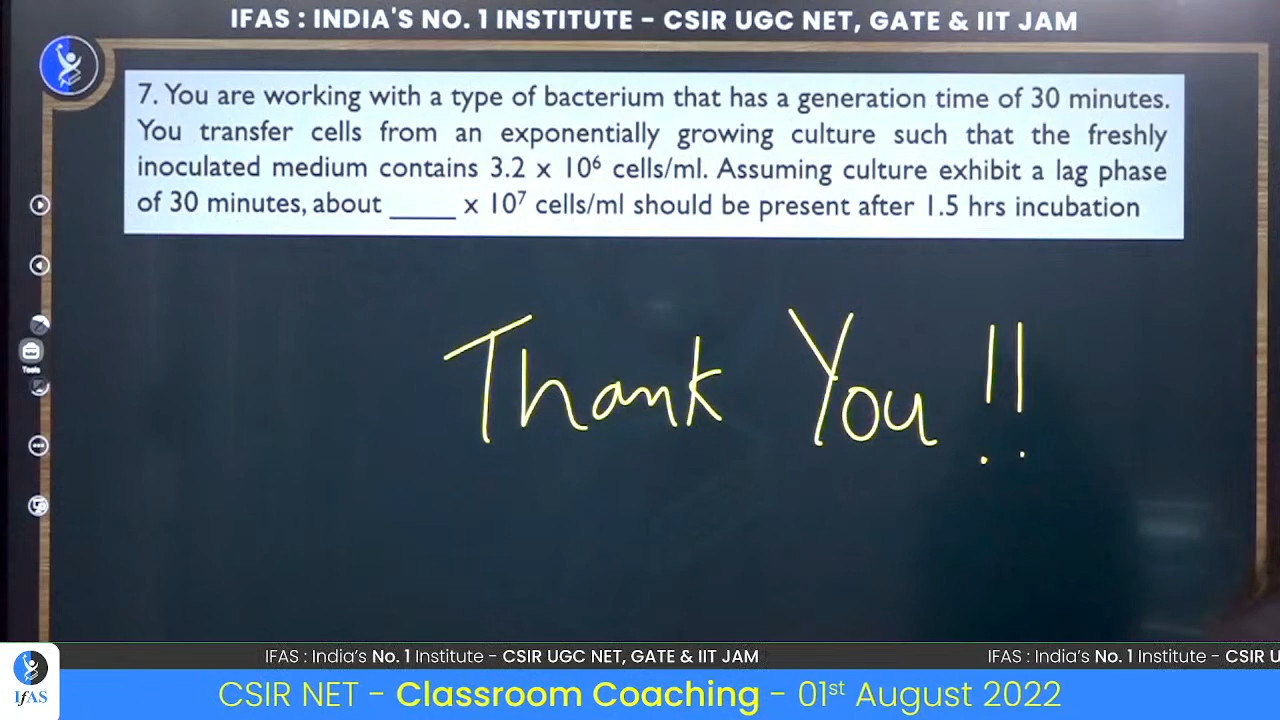 IFAS : INDIA'S NO. 1 INSTITUTE - CSIR UGC NET, GATE & IIT JAM
7. You are working with a type of bacterium that has a generation time of 30 minutes.
You transfer cells from an exponentially growing culture such that the freshly
inoculated medium contains 3.2 x 10⁶ cells/ml. Assuming culture exhibit a lag phase
of 30 minutes, about _____ x 10⁷ cells/ml should be present after 1.5 hrs incubation
Thank You !!
Tools
IFAS : India's No. 1 Institute - CSIR UGC NET, GATE & IIT JAM IFAS : India's No. 1 Institute - CSIR U
IfAS
CSIR NET - Classroom Coaching - 01st August 2022